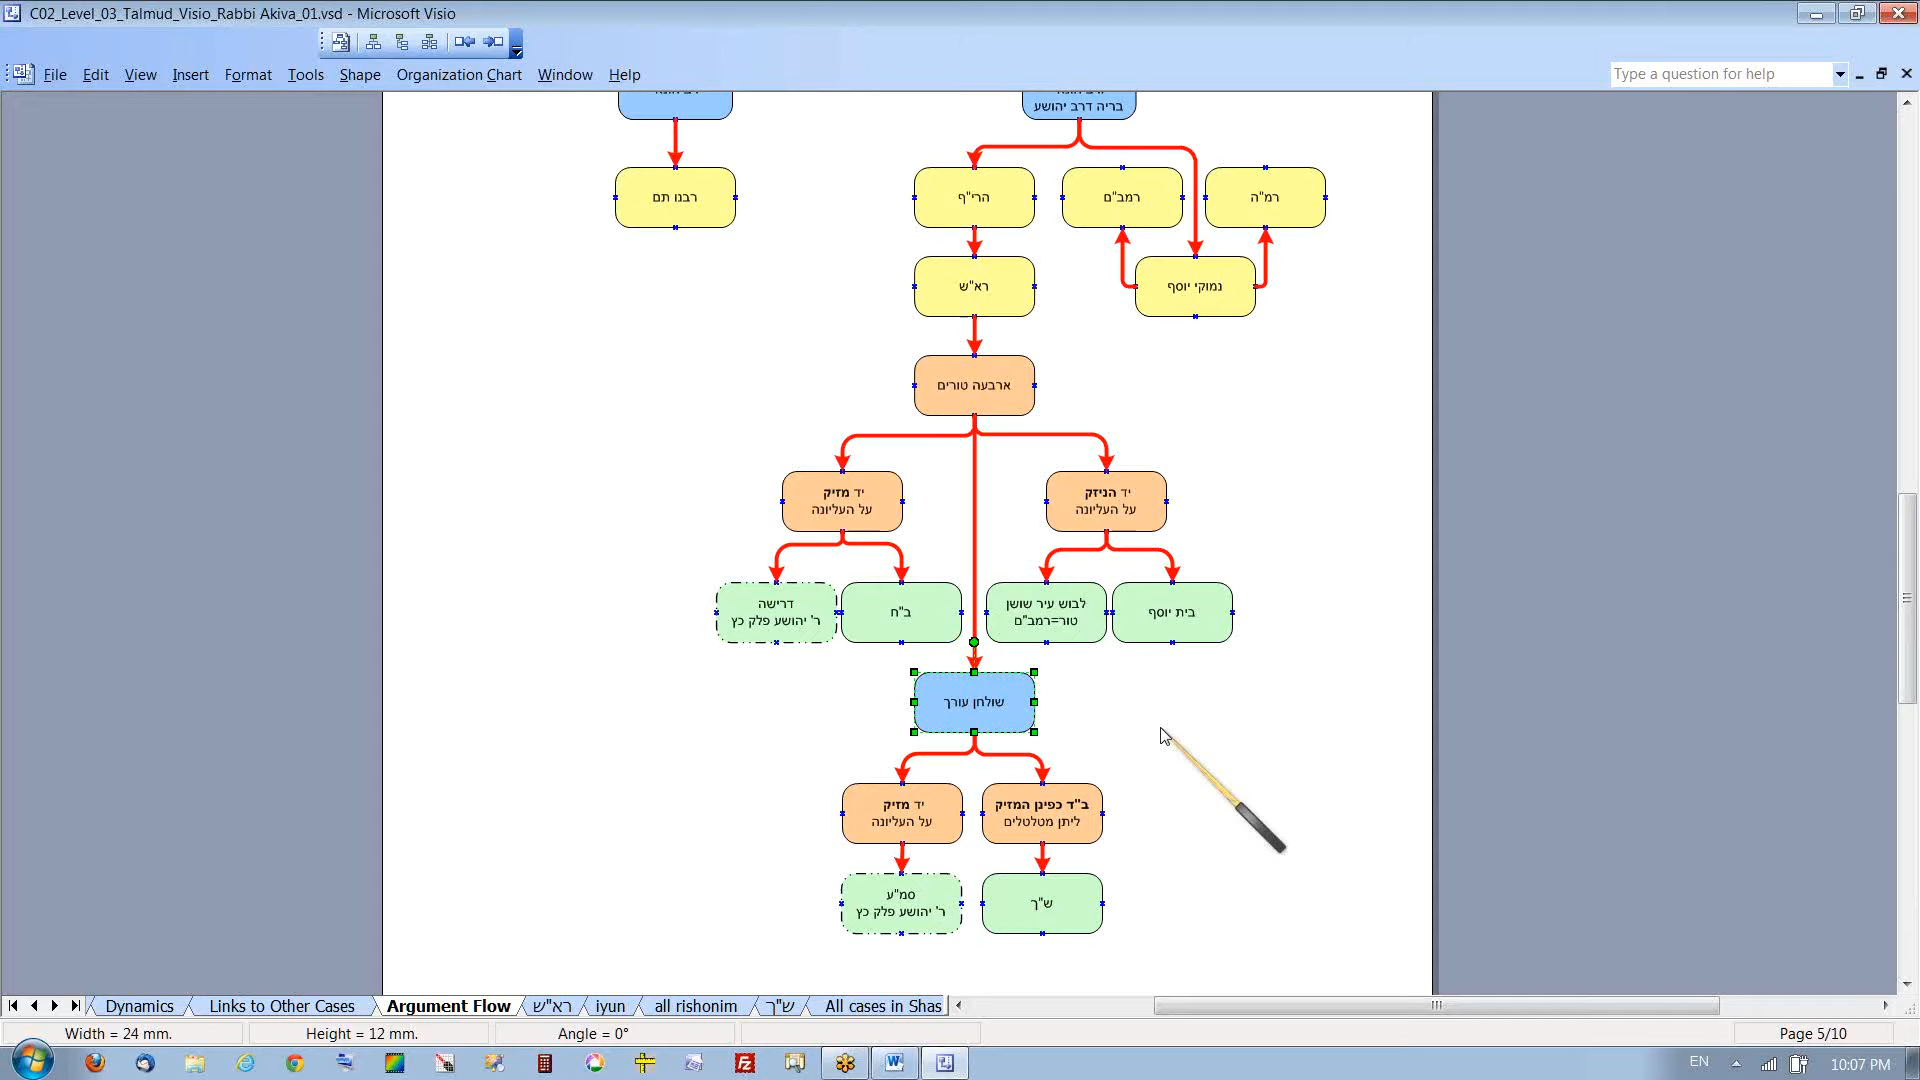 C02_Level_03_Talmud_Visio_Rabbi Akiva_01.vsd - Microsoft Visio
File Edit View Insert Format Tools Shape Organization Chart Window Help
Type a question for help
בריה דרב יהושע
רבנו תם
הרי"ף
רמב"ם
רמ"ה
רא"ש
נמוקי יוסף
ארבעה טורים
יד מזיק
על העליונה
יד הניזק
על העליונה
דרישה
ר' יהושע פלק כץ
ב"ח
לבוש עיר שושן
טור=רמב"ם
בית יוסף
שולחן עורך
יד מזיק
על העליונה
ב"ד כפינן המזיק
ליתן מטלטלים
סמ"ע
ר' יהושע פלק כץ
ש"ך
Dynamics Links to Other Cases Argument Flow רא"ש iyun all rishonim ש"ך All cases in Shas
Width = 24 mm. Height = 12 mm. Angle = 0° Page 5/10
EN 10:07 PM